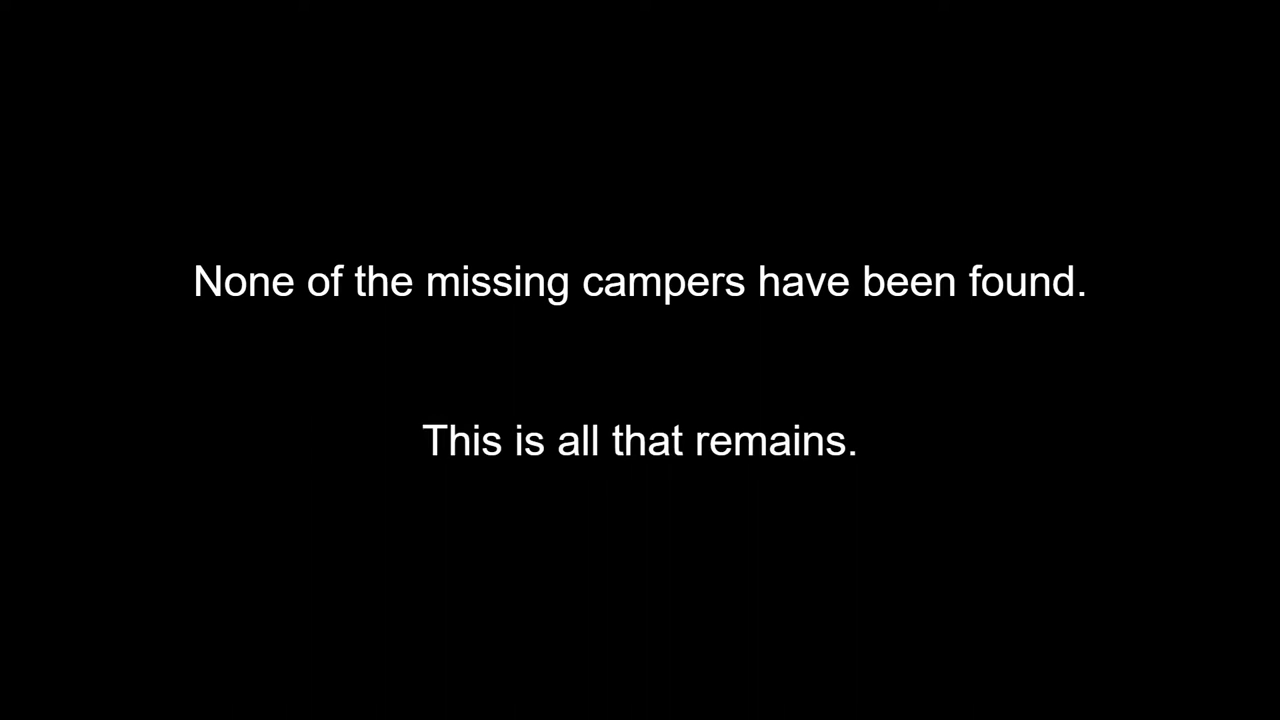 None of the missing campers have been found.
This is all that remains.